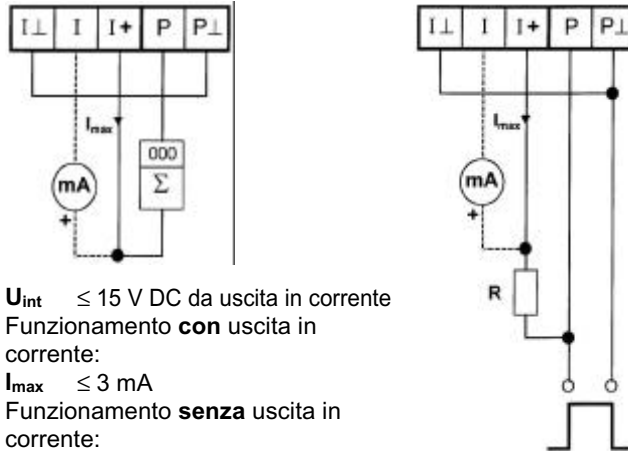 I⊥ I I+ P P⊥
I⊥ I I+ P P⊥
Imax
000
Σ
mA
+
Imax
mA
+
R
Uint ≤ 15 V DC da uscita in corrente
Funzionamento con uscita in
corrente:
Imax ≤ 3 mA
Funzionamento senza uscita in
corrente: